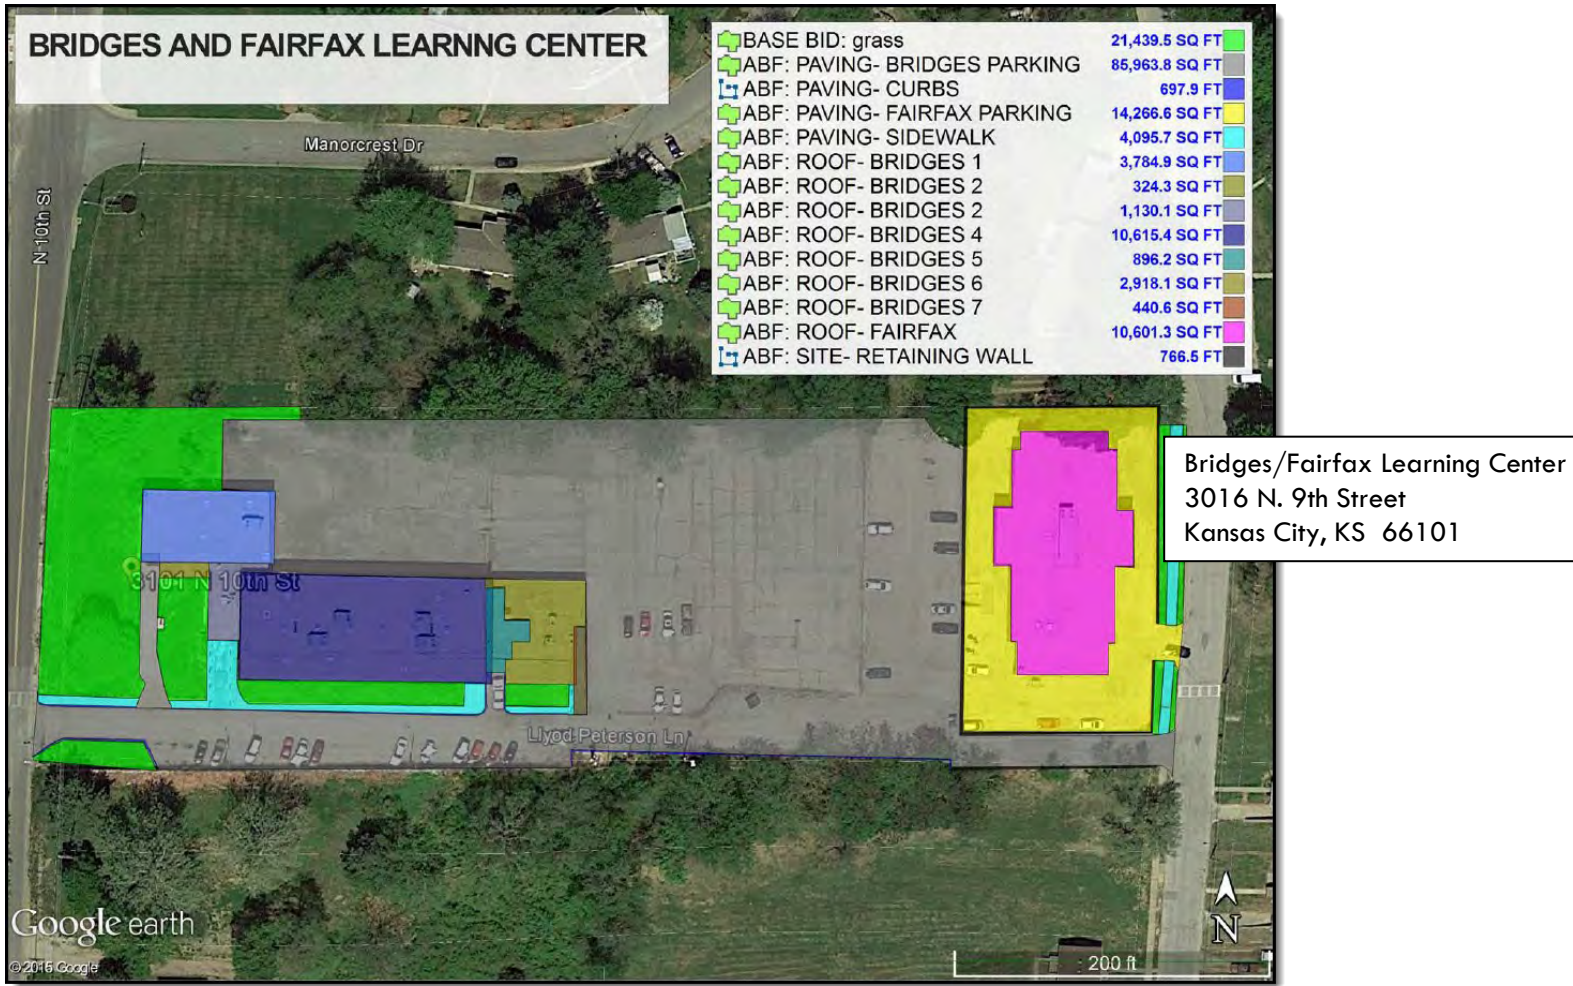 BRIDGES AND FAIRFAX LEARNNG CENTER
BASE BID: grass 21,439.5 SQ FT
ABF: PAVING- BRIDGES PARKING 85,963.8 SQ FT
ABF: PAVING- CURBS 697.9 FT
ABF: PAVING- FAIRFAX PARKING 14,266.6 SQ FT
ABF: PAVING- SIDEWALK 4,095.7 SQ FT
ABF: ROOF- BRIDGES 1 3,784.9 SQ FT
ABF: ROOF- BRIDGES 2 324.3 SQ FT
ABF: ROOF- BRIDGES 2 1,130.1 SQ FT
ABF: ROOF- BRIDGES 4 10,615.4 SQ FT
ABF: ROOF- BRIDGES 5 896.2 SQ FT
ABF: ROOF- BRIDGES 6 2,918.1 SQ FT
ABF: ROOF- BRIDGES 7 440.6 SQ FT
ABF: ROOF- FAIRFAX 10,601.3 SQ FT
ABF: SITE- RETAINING WALL 766.5 FT
Manorcrest Dr
N 10th St
Bridges/Fairfax Learning Center
3016 N. 9th Street
Kansas City, KS 66101
3101 N 10th St
Llyod Peterson Ln
Google earth
© 2015 Google
N
200 ft